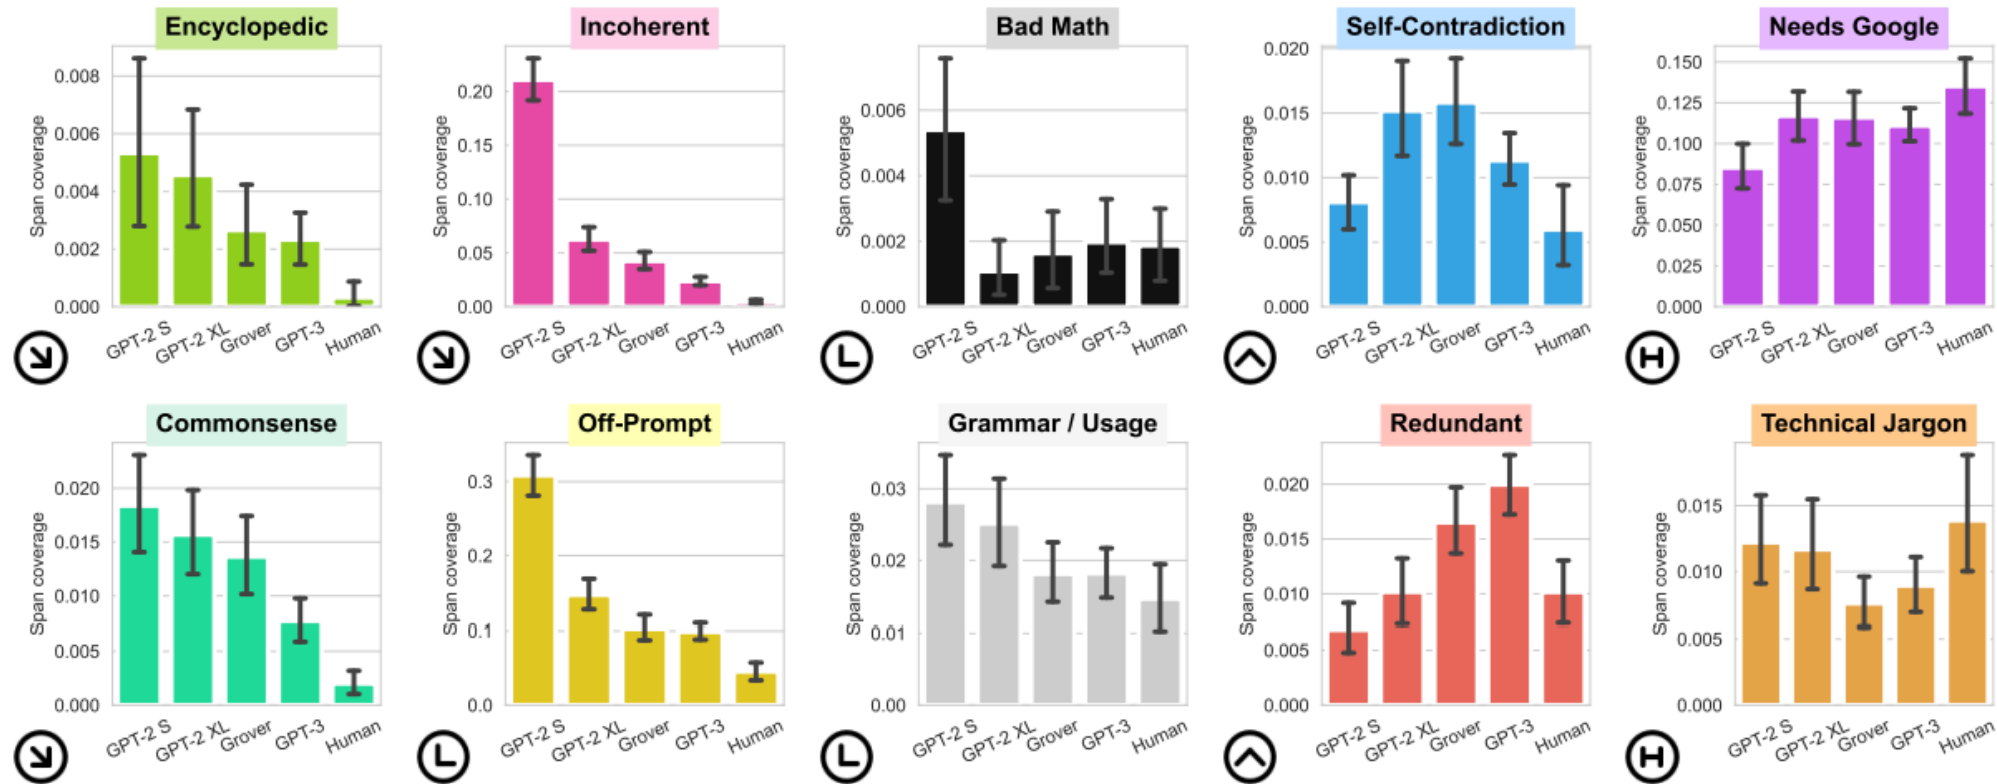 Encyclopedic
Span coverage
0.008
0.006
0.004
0.002
0.000
GPT-2 S GPT-2 XL Grover GPT-3 Human
Incoherent
Span coverage
0.20
0.15
0.10
0.05
0.00
GPT-2 S GPT-2 XL Grover GPT-3 Human
Bad Math
Span coverage
0.006
0.004
0.002
0.000
GPT-2 S GPT-2 XL Grover GPT-3 Human
Self-Contradiction
Span coverage
0.020
0.015
0.010
0.005
0.000
GPT-2 S GPT-2 XL Grover GPT-3 Human
Needs Google
Span coverage
0.150
0.125
0.100
0.075
0.050
0.025
0.000
GPT-2 S GPT-2 XL Grover GPT-3 Human
H
Commonsense
Span coverage
0.020
0.015
0.010
0.005
0.000
GPT-2 S GPT-2 XL Grover GPT-3 Human
Off-Prompt
Span coverage
0.3
0.2
0.1
0.0
GPT-2 S GPT-2 XL Grover GPT-3 Human
Grammar / Usage
Span coverage
0.03
0.02
0.01
0.00
GPT-2 S GPT-2 XL Grover GPT-3 Human
Redundant
Span coverage
0.020
0.015
0.010
0.005
0.000
GPT-2 S GPT-2 XL Grover GPT-3 Human
Technical Jargon
Span coverage
0.015
0.010
0.005
0.000
GPT-2 S GPT-2 XL Grover GPT-3 Human
H